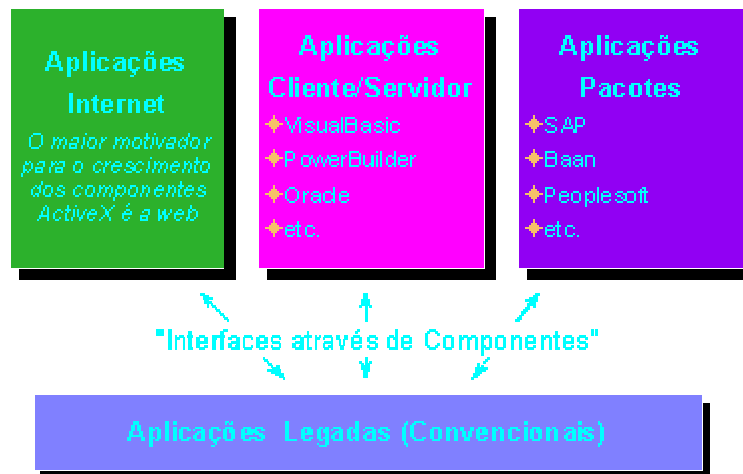 Aplicações
Internet
O maior motivador
para o crescimento
dos componentes
ActiveX é a web
Aplicações
Cliente/Servidor
VisualBasic
PowerBuilder
Oracle
etc.
Aplicações
Pacotes
SAP
Baan
Peoplesoft
etc.
"Interfaces através de Componentes"
Aplicações Legadas (Convencionais)